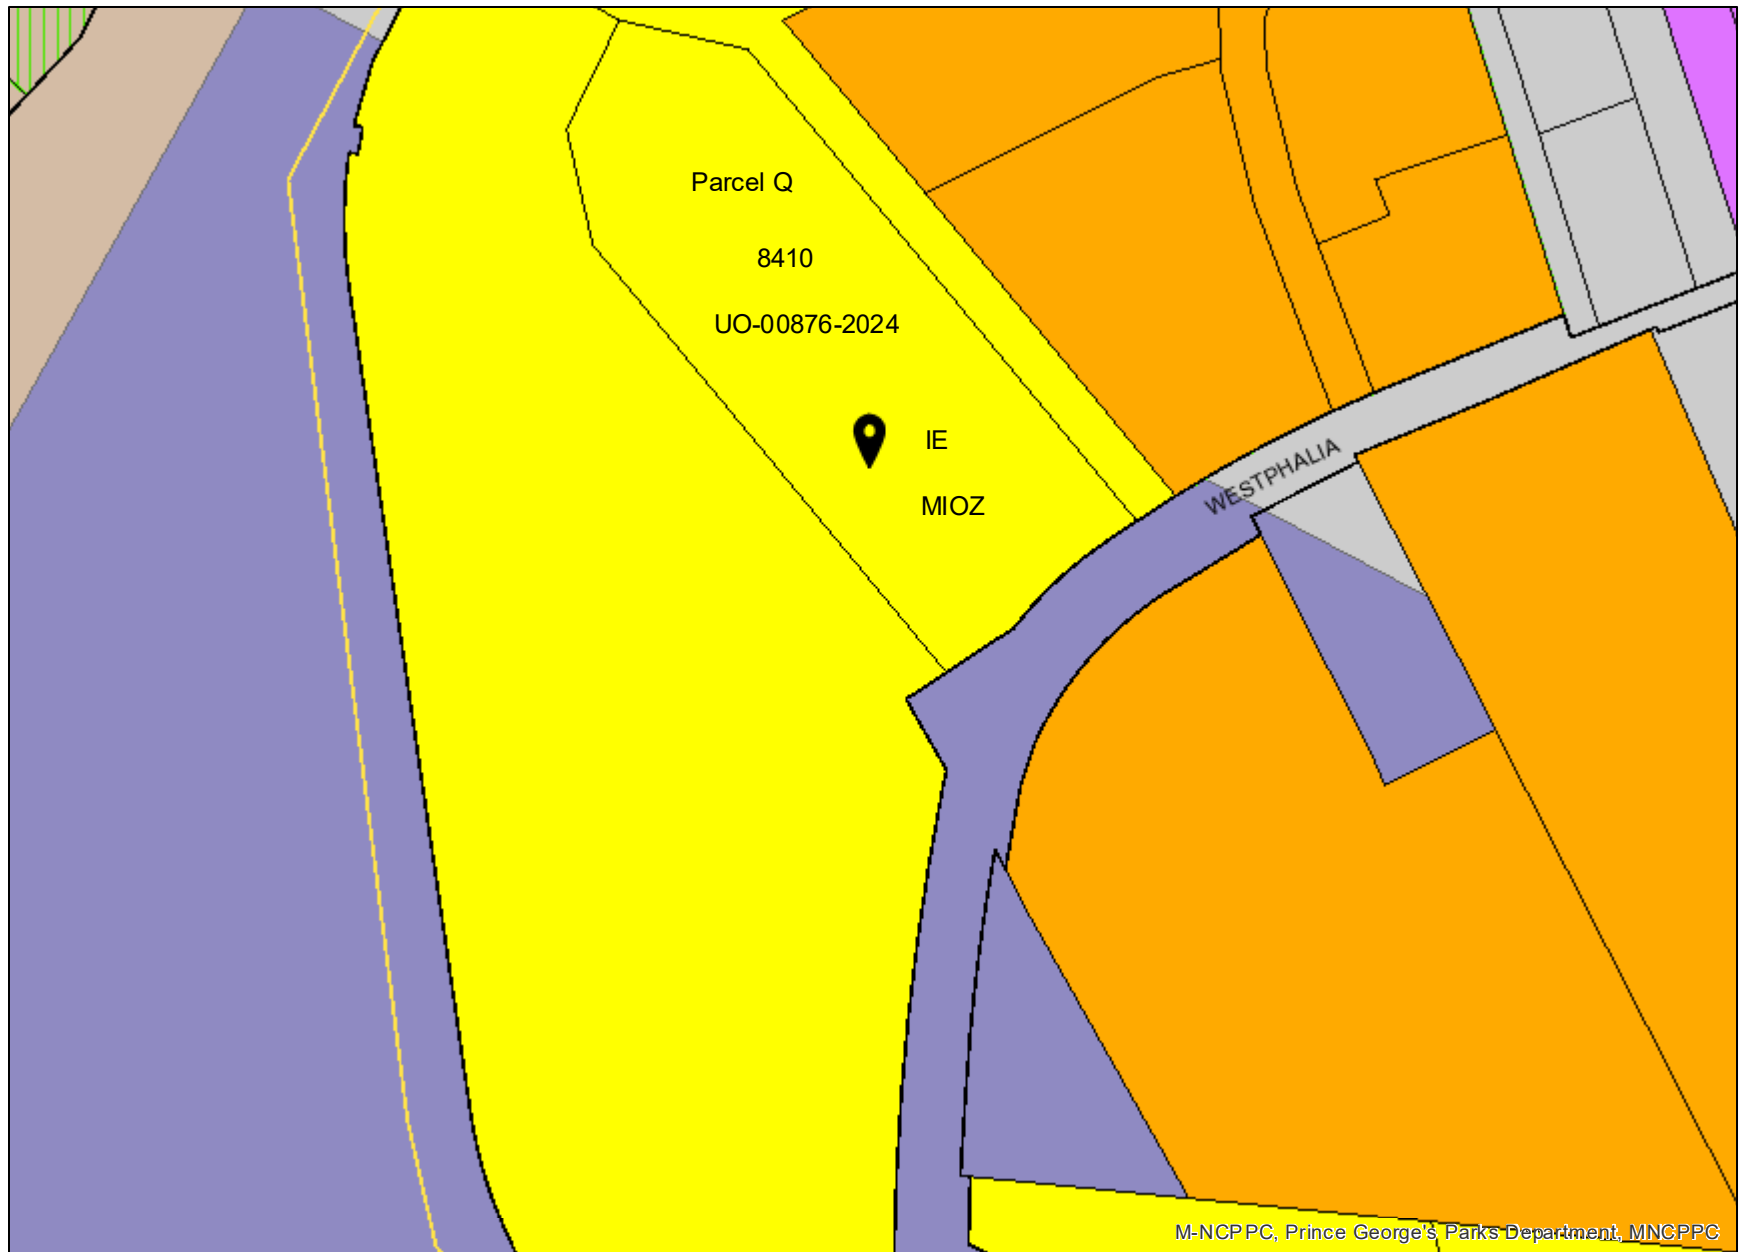 Parcel Q
8410
UO-00876-2024
IE
MIOZ
WESTPHALIA
M-NCPPC, Prince George's Parks Department, MNCPPC